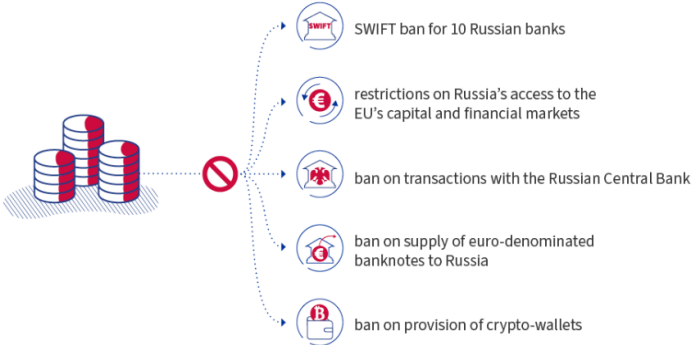 SWIFT
SWIFT ban for 10 Russian banks
€
restrictions on Russia's access to the
EU's capital and financial markets
ban on transactions with the Russian Central Bank
€
ban on supply of euro-denominated
banknotes to Russia
ban on provision of crypto-wallets